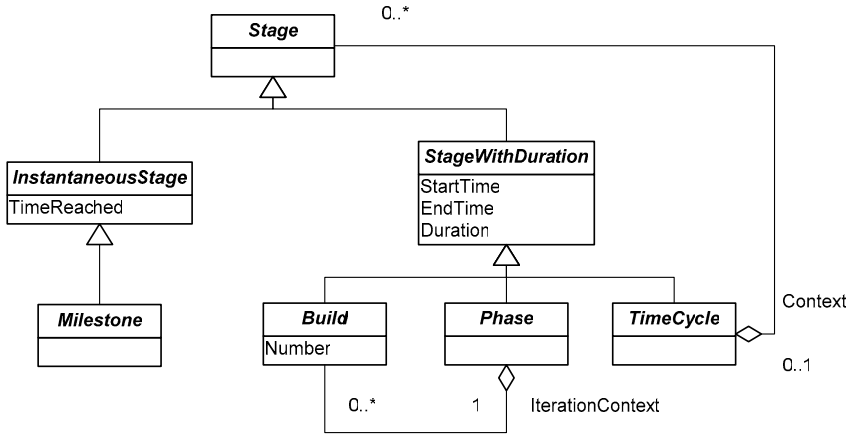 0..*
Stage
StageWithDuration
StartTime
EndTime
Duration
InstantaneousStage
TimeReached
Milestone
Build
Number
Phase
TimeCycle
Context
0..1
0..*
1
IterationContext